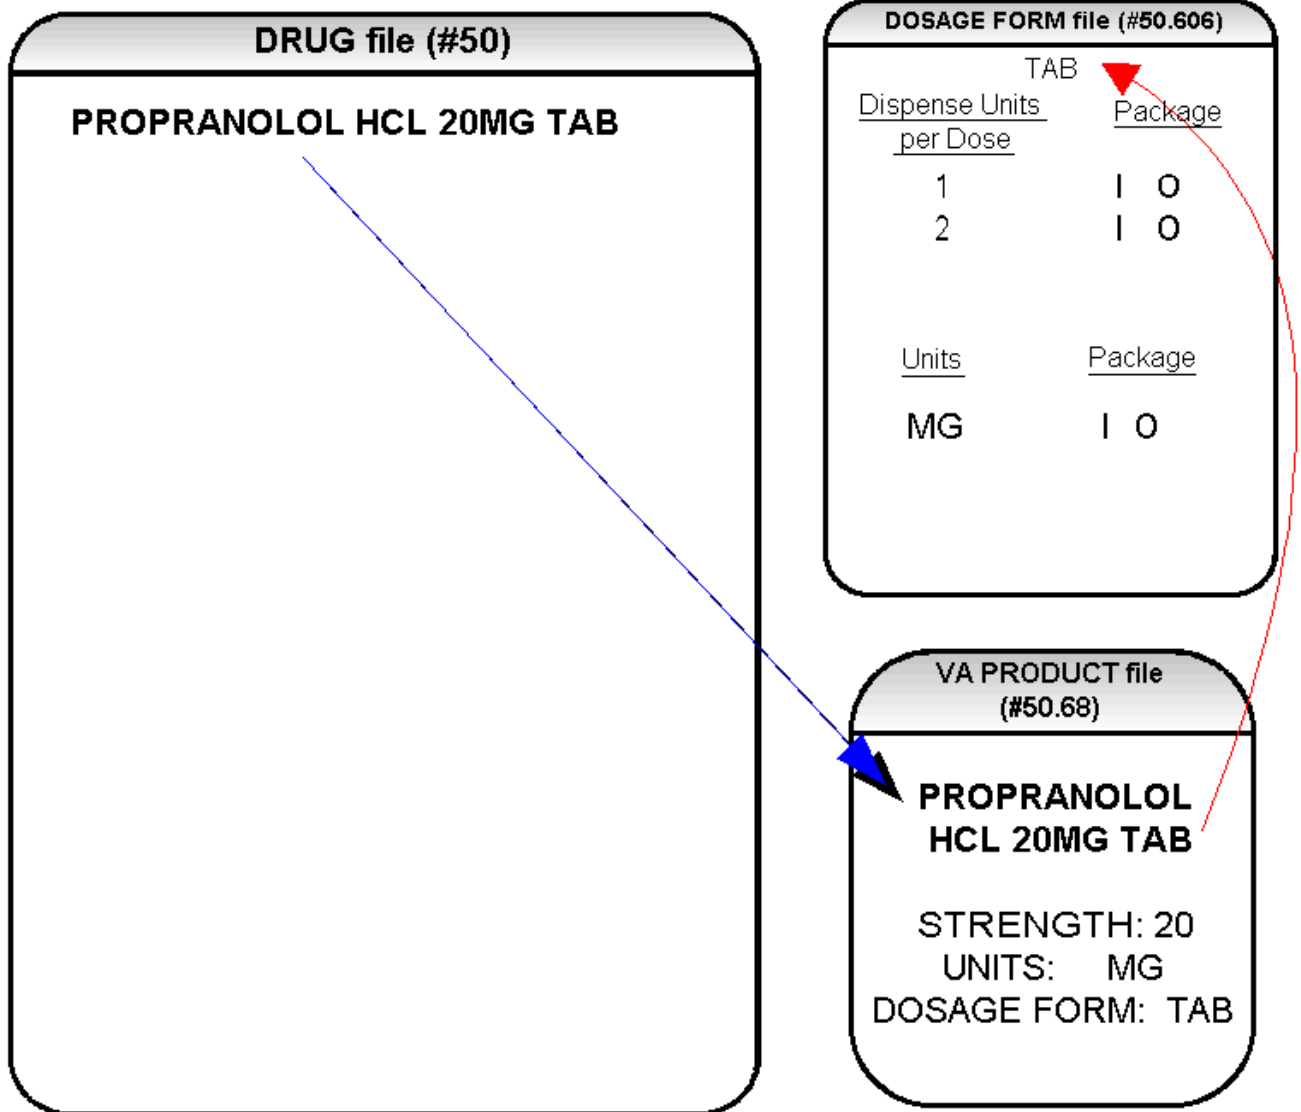 DRUG file (#50)
PROPRANOLOL HCL 20MG TAB
DOSAGE FORM file (#50.606)
TAB
Dispense Units per Dose
Package
1 I O
2 I O
Units Package
MG I O
VA PRODUCT file
(#50.68)
PROPRANOLOL
HCL 20MG TAB
STRENGTH: 20
UNITS: MG
DOSAGE FORM: TAB